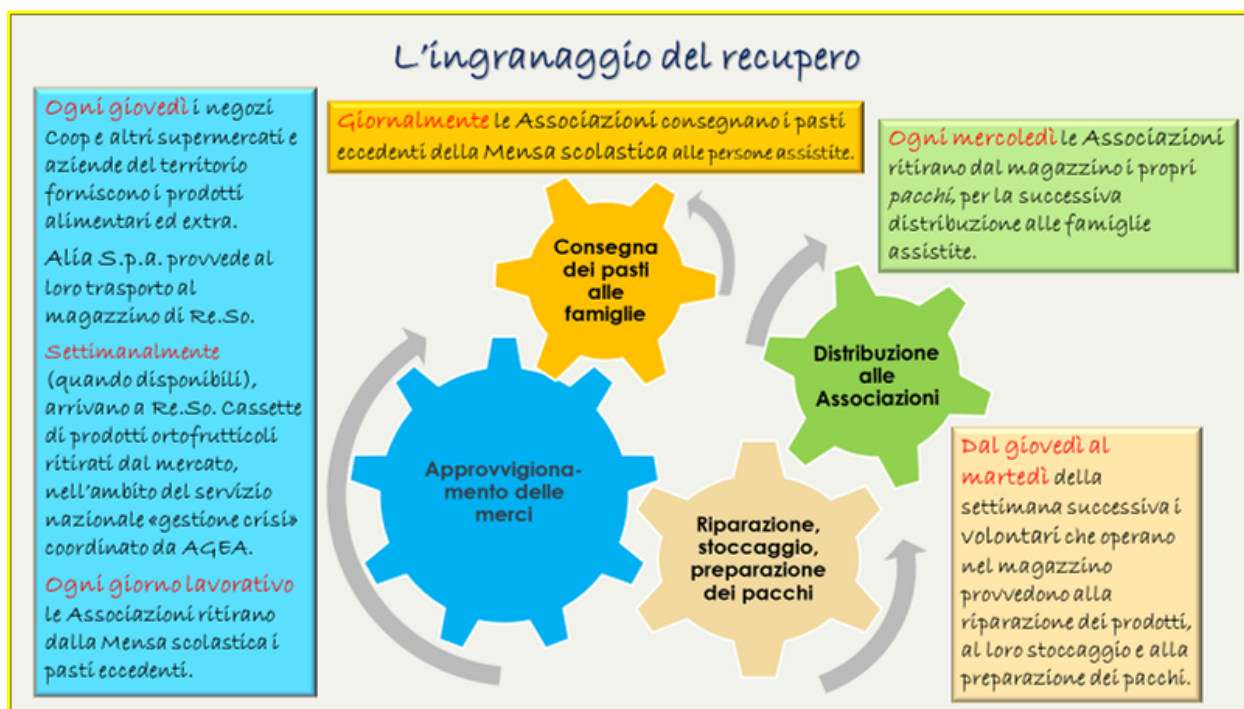 L'ingranaggio del recupero
Ogni giovedì i negozi
Coop e altri supermercati e
aziende del territorio
forniscono i prodotti
alimentari ed extra.
Alia S.p.a. provvede al
loro trasporto al
magazzino di Re.So.
Settimanalmente
(quando disponibili),
arrivano a Re.So. Cassette
di prodotti ortofrutticoli
ritirati dal mercato,
nell'ambito del servizio
nazionale «gestione crisi»
coordinato da AGEA.
Ogni giorno lavorativo
le Associazioni ritirano
dalla Mensa scolastica i
pasti eccedenti.
Giornalmente le Associazioni consegnano i pasti
eccedenti della Mensa scolastica alle persone assistite.
Ogni mercoledì le Associazioni
ritirano dal magazzino i propri
pacchi, per la successiva
distribuzione alle famiglie
assistite.
Consegna
dei pasti
alle
famiglie
Distribuzione
alle
Associazioni
Approvvigiona-
mento delle
merci
Riparazione,
stoccaggio,
preparazione
dei pacchi
Dal giovedì al
martedì della
settimana successiva i
volontari che operano
nel magazzino
provvedono alla
riparazione dei prodotti,
al loro stoccaggio e alla
preparazione dei pacchi.